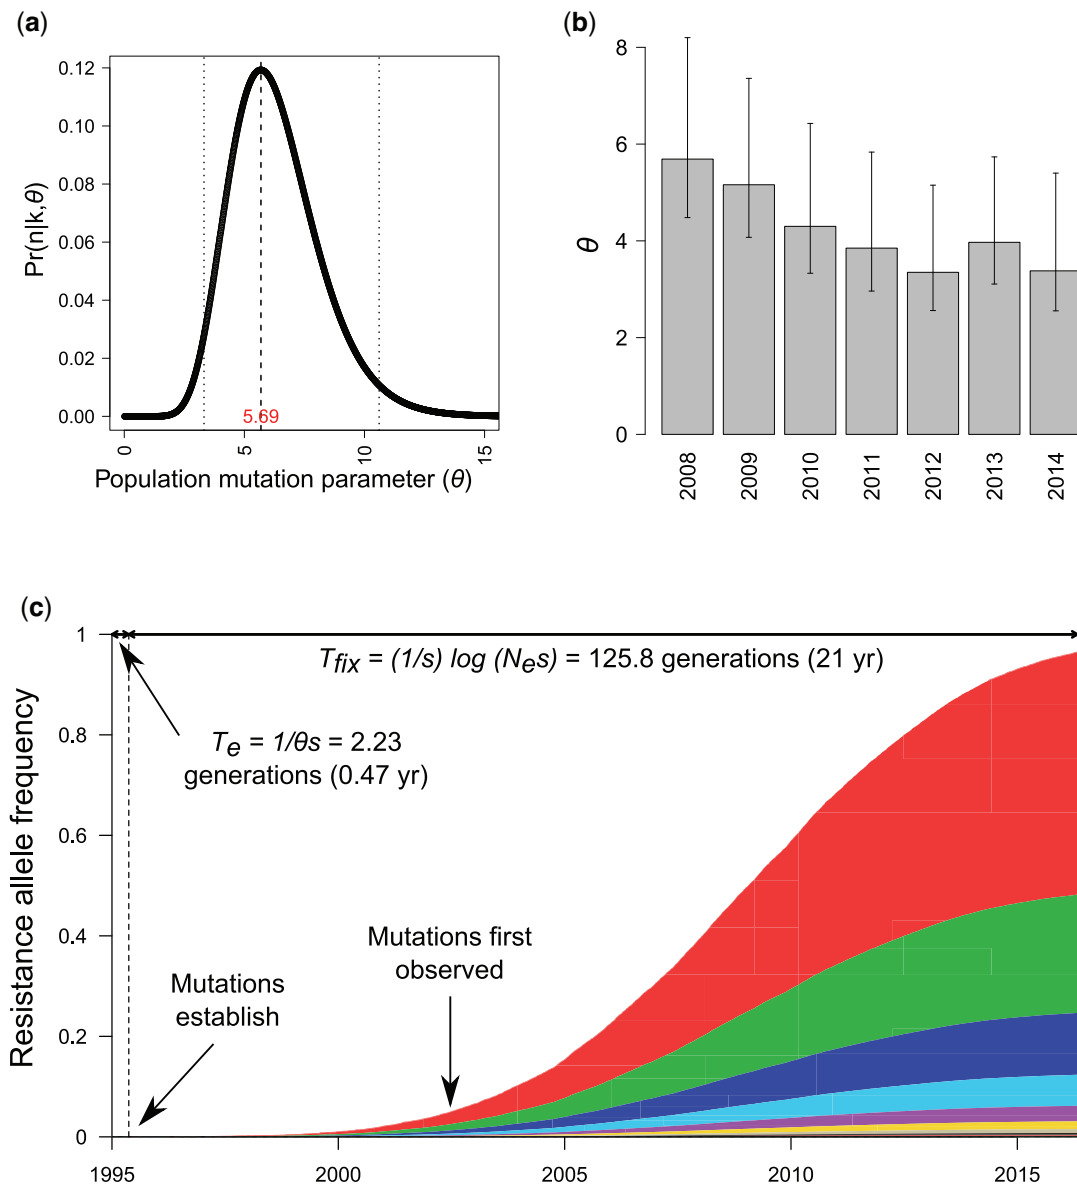 (a)
0.12
0.10
0.08
0.06
0.04
0.02
0.00
Pr(n|k,θ)
5.69
0
5
10
15
Population mutation parameter (θ)
(b)
8
6
4
2
0
θ
2008
2009
2010
2011
2012
2013
2014
(c)
1
0.8
0.6
0.4
0.2
0
Resistance allele frequency
Tfix = (1/s) log (Nes) = 125.8 generations (21 yr)
Te = 1/θs = 2.23
generations (0.47 yr)
Mutations first
observed
Mutations
establish
1995
2000
2005
2010
2015